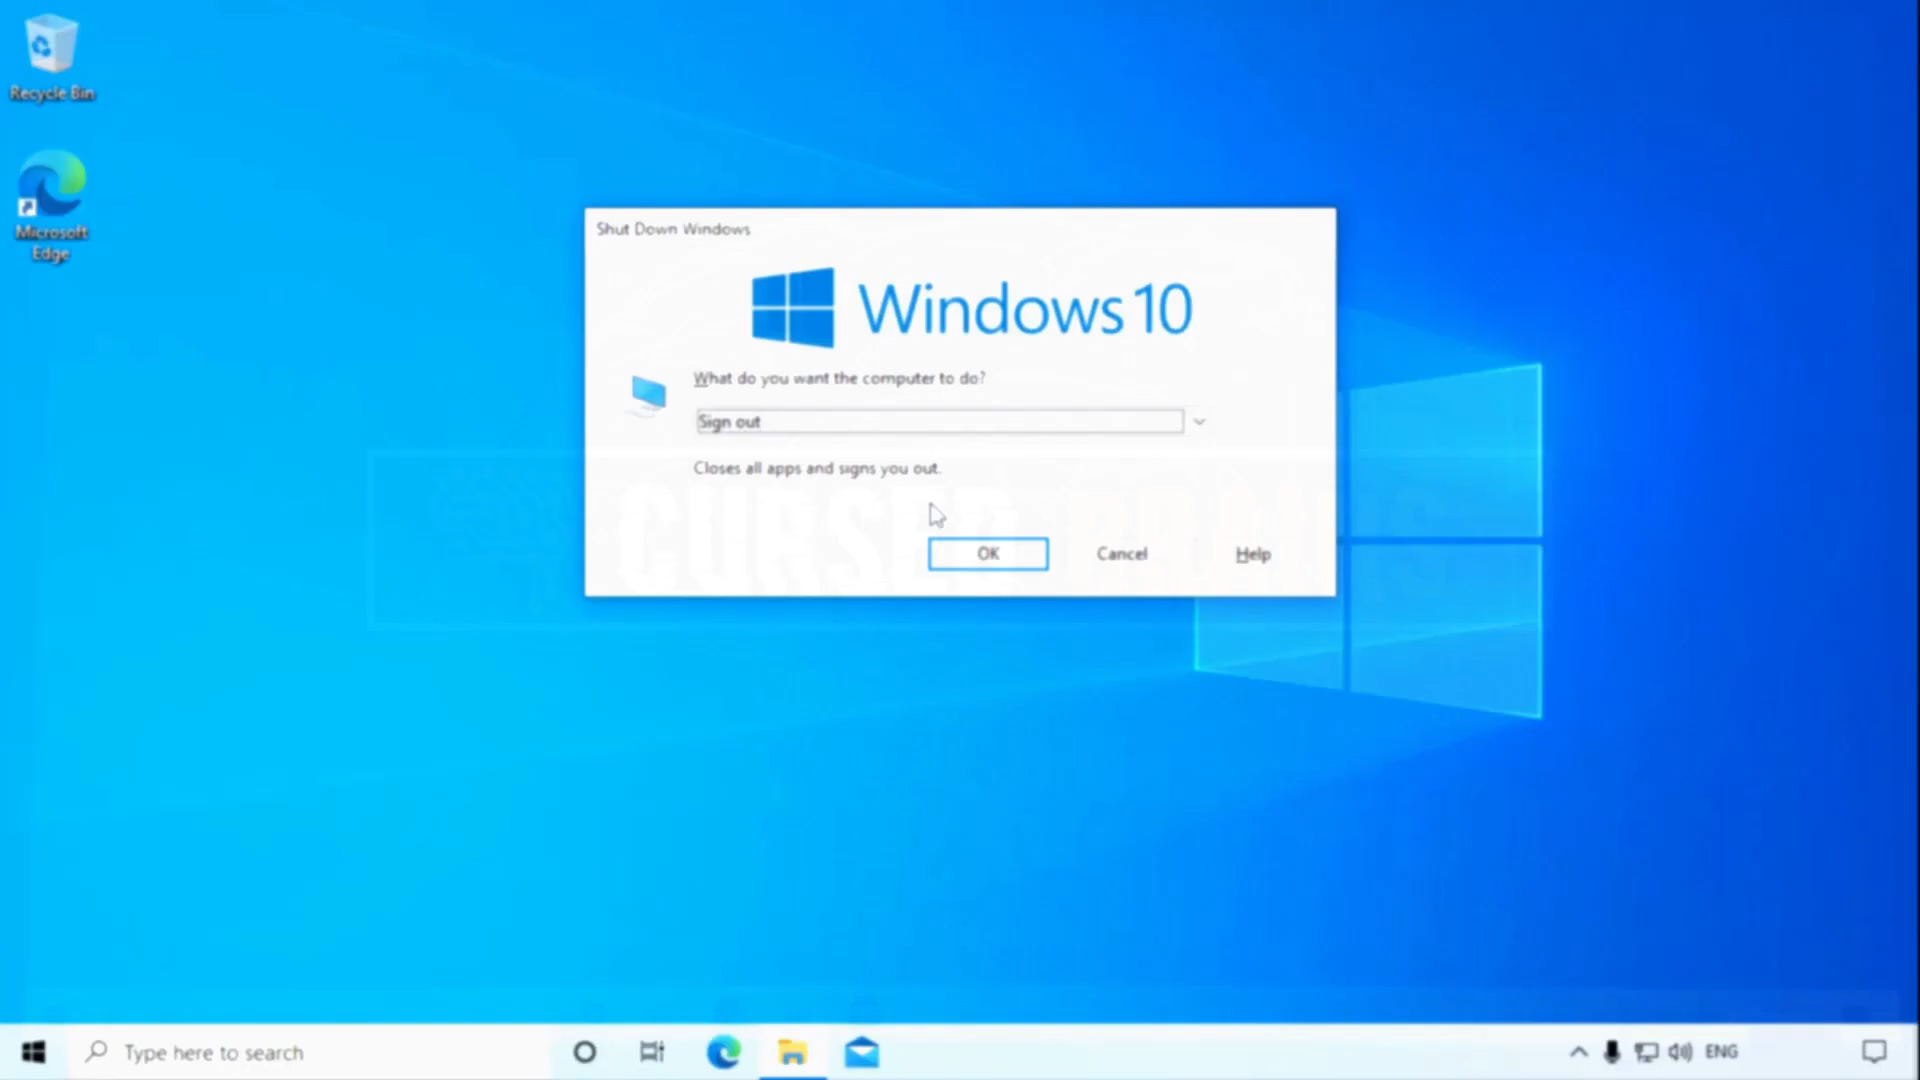 Recycle Bin
Microsoft
Edge
Shut Down Windows
Windows 10
What do you want the computer to do?
Sign out
Closes all apps and signs you out.
CURSED
OK
Cancel
Help
Type here to search
ENG